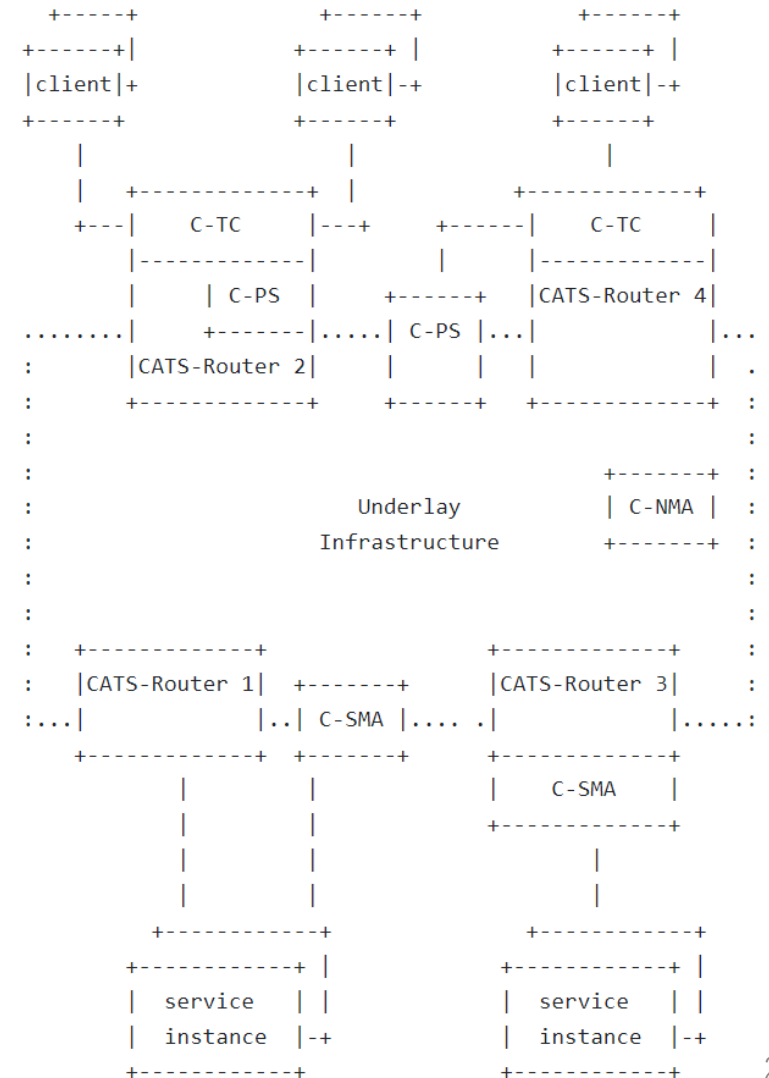 client client client
C-TC C-TC
C-PS CATS-Router 4
C-PS
CATS-Router 2
C-NMA
Underlay
Infrastructure
CATS-Router 1 CATS-Router 3
C-SMA
C-SMA
service service
instance instance